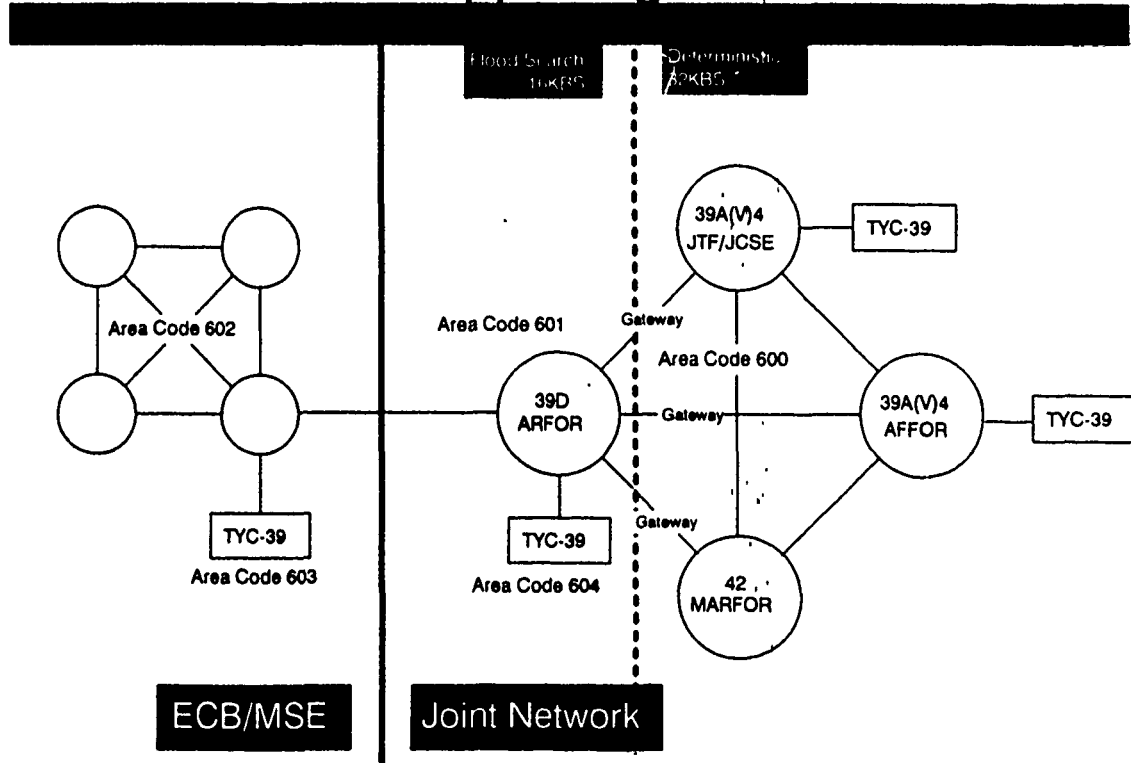 Flood Search
16KBS
Deterministic
32KBS
39A(V)4
JTF/JCSE
TYC-39
Area Code 602
Area Code 601
Gateway
Area Code 600
39D
ARFOR
Gateway
39A(V)4
AFFOR
TYC-39
Gateway
TYC-39
Area Code 603
TYC-39
Area Code 604
42
MARFOR
ECB/MSE
Joint Network